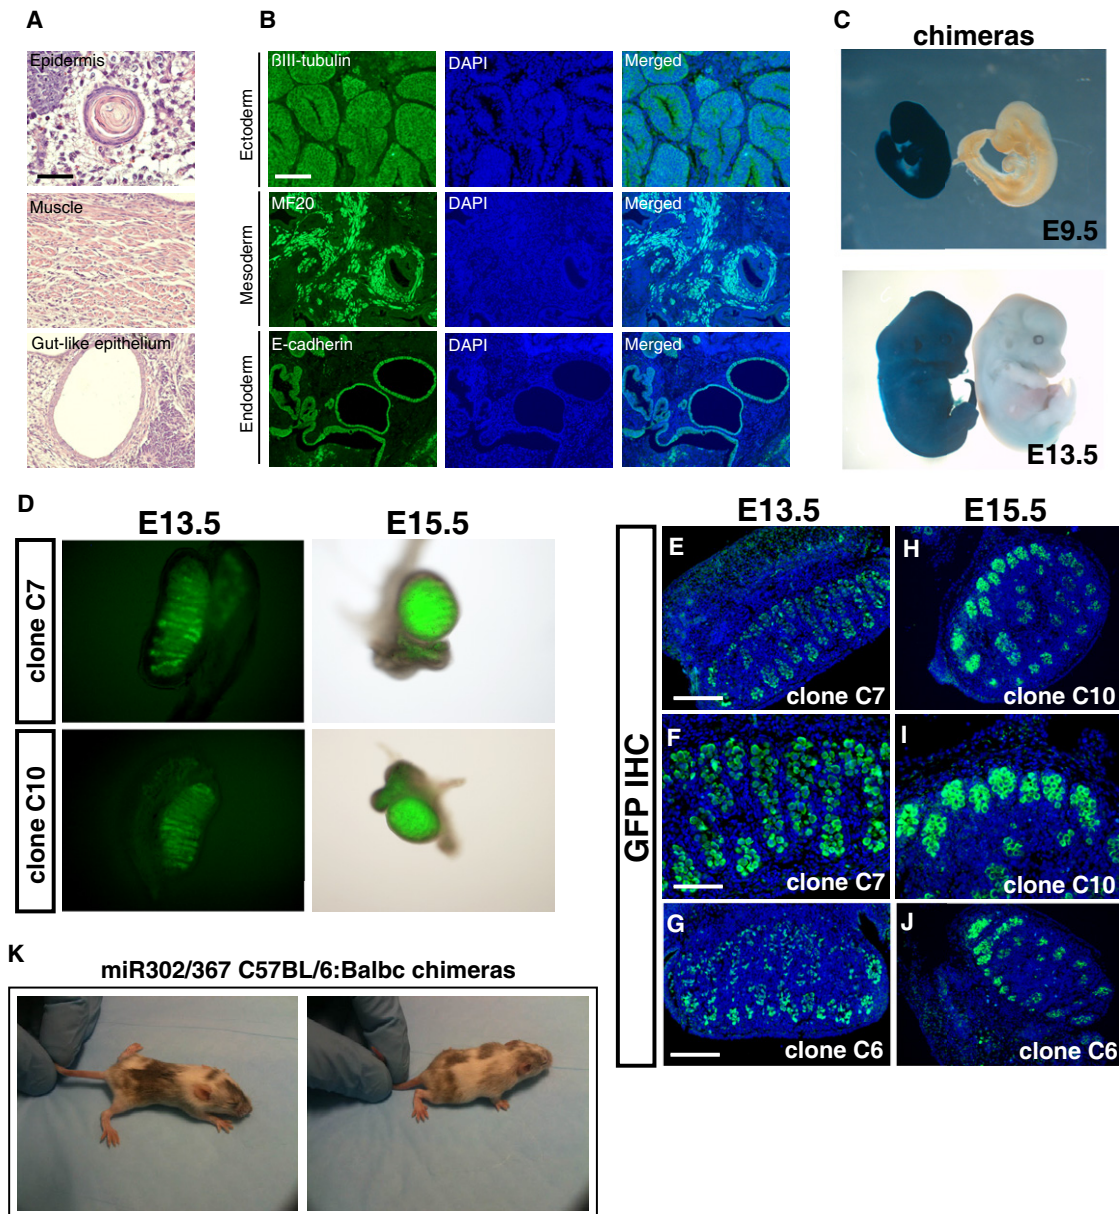 A
Epidermis
Muscle
Gut-like epithelium
B
Ectoderm
ßIII-tubulin
DAPI
Merged
Mesoderm
MF20
DAPI
Merged
Endoderm
E-cadherin
DAPI
Merged
C
chimeras
E9.5
E13.5
D
E13.5
E15.5
clone C7
clone C10
E13.5
E15.5
GFP IHC
E
clone C7
H
clone C10
F
clone C7
I
clone C10
G
clone C6
J
clone C6
K
miR302/367 C57BL/6:Balbc chimeras